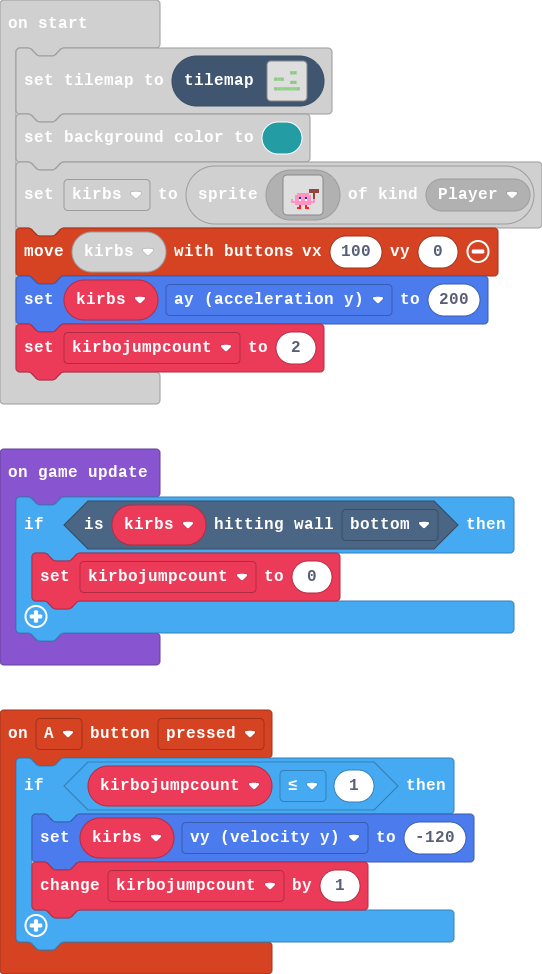 on start
set tilemap to tilemap
set background color to
set kirbs to sprite of kind Player
move kirbs with buttons vx 100 vy 0
set kirbs ay (acceleration y) to 200
set kirbojumpcount to 2
on game update
if is kirbs hitting wall bottom then
set kirbojumpcount to 0
on A button pressed
if kirbojumpcount ≤ 1 then
set kirbs vy (velocity y) to -120
change kirbojumpcount by 1